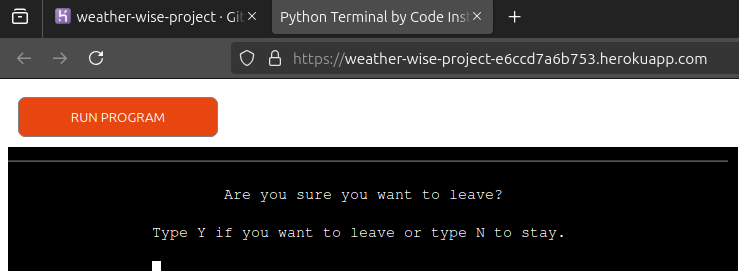 weather-wise-project · Git
Python Terminal by Code Inst
https://weather-wise-project-e6ccd7a6b753.herokuapp.com
RUN PROGRAM
Are you sure you want to leave?
Type Y if you want to leave or type N to stay.